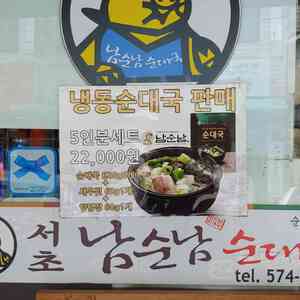 남순남 순대국
냉동순대국 판매
5인분세트
22,000원
남순남
순대국
+
+
서초 남순남 순대
tel. 574-